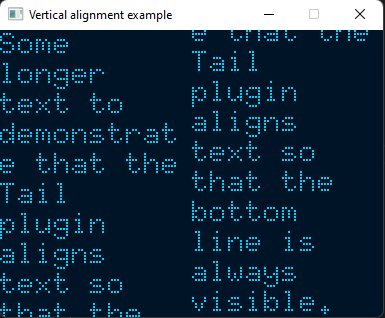 Vertical alignment example
Some
longer
text to
demonstrat
e that the
Tail
plugin
aligns
text so
that the
e that the
Tail
plugin
aligns
text so
that the
bottom
line is
always
visible.